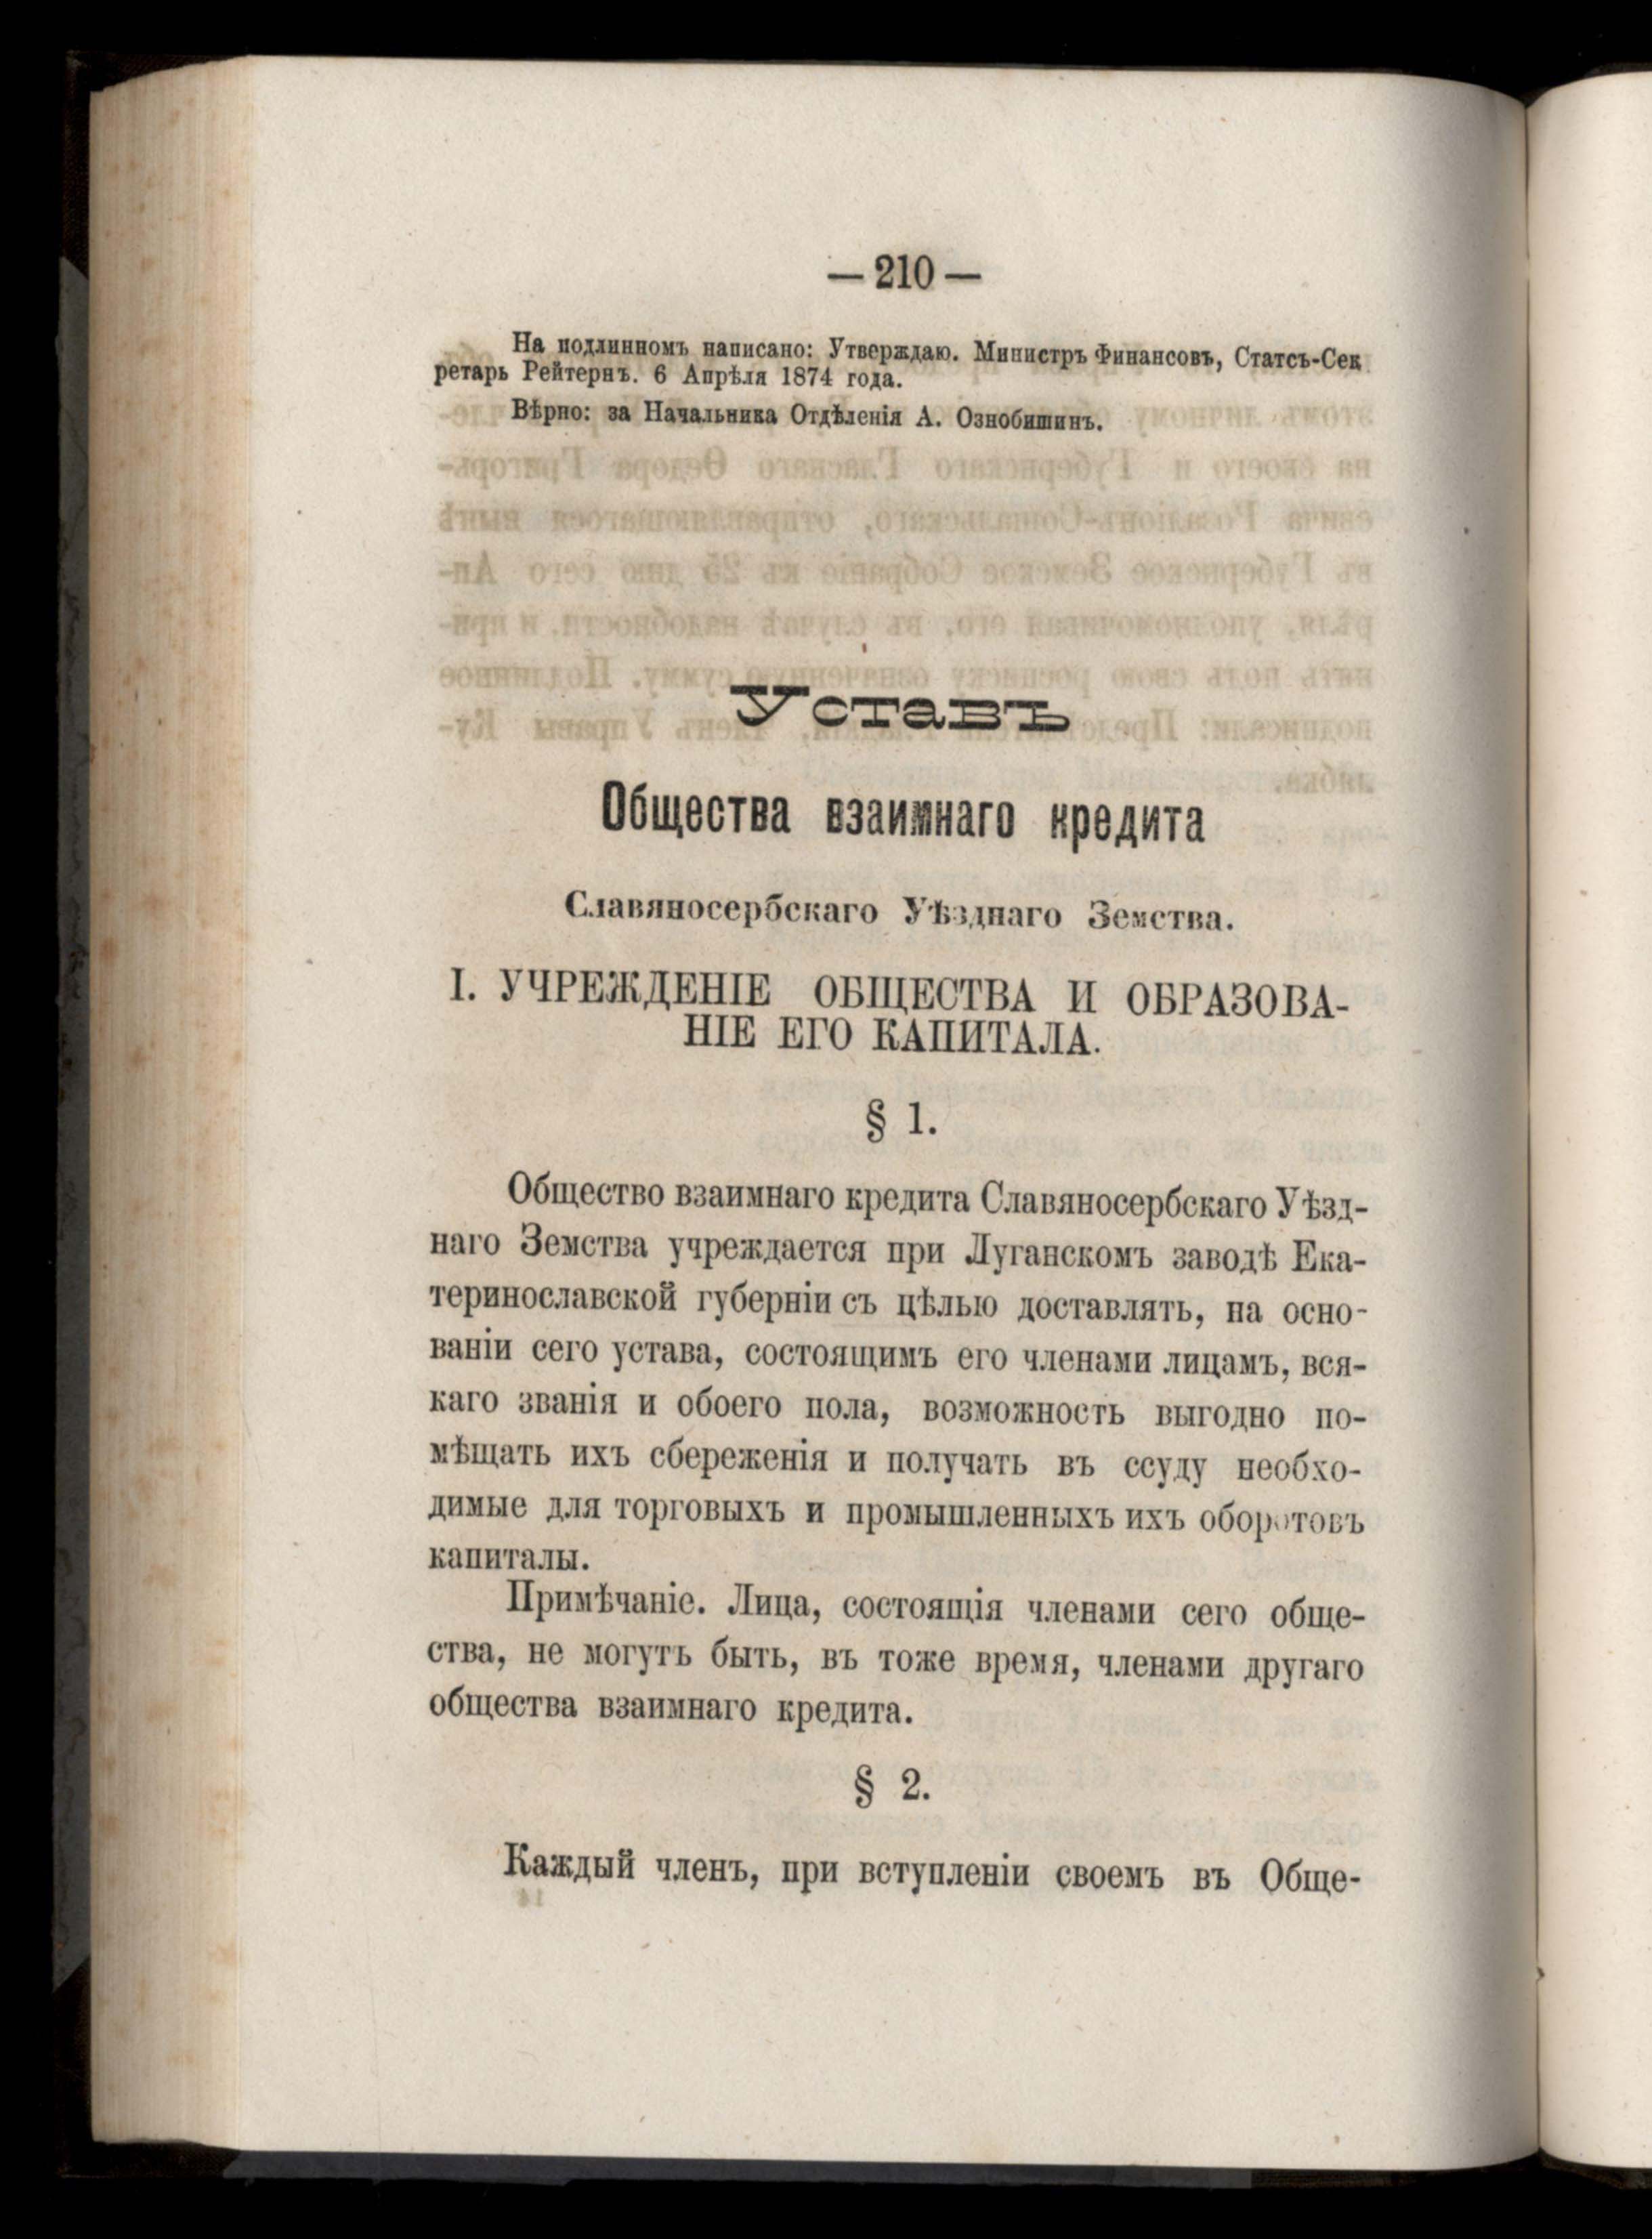 — 210 —
На подлинномъ написано: Утверждаю. Министръ Финансовъ, Статсъ-Сек
ретарь Рейтернъ. 6 Апрѣля 1874 года.
Вѣрно: за Начальника Отдѣленія А. Ознобишинъ.
Уставъ
Общества взаимнаго кредита
Славяносербскаго Уѣзднаго Земства.
I. УЧРЕЖДЕНІЕ ОБЩЕСТВА И ОБРАЗОВА-
НІЕ ЕГО КАПИТАЛА.
§ 1.
Общество взаимнаго кредита Славяносербскаго Уѣзд-
наго Земства учреждается при Луганскомъ заводѣ Ека-
теринославской губерніи съ цѣлью доставлять, на осно-
ваніи сего устава, состоящимъ его членами лицамъ, вся-
каго званія и обоего пола, возможность выгодно по-
мѣщать ихъ сбереженія и получать въ ссуду необхо-
димые для торговыхъ и промышленныхъ ихъ оборотовъ
капиталы.
Примѣчаніе. Лица, состоящія членами сего обще-
ства, не могутъ быть, въ тоже время, членами другаго
общества взаимнаго кредита.
§ 2.
Каждый членъ, при вступленіи своемъ въ Обще-